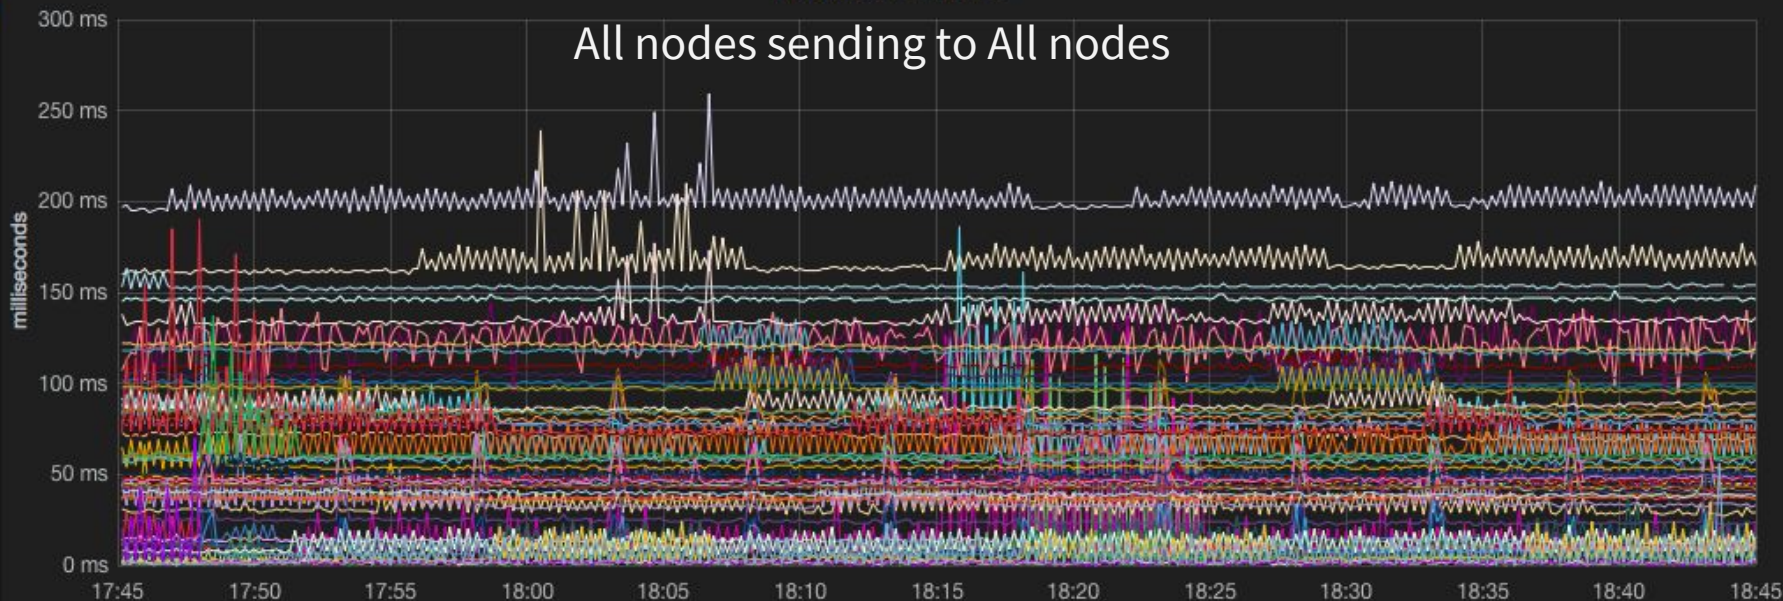 300 ms
All nodes sending to All nodes
250 ms
200 ms
150 ms
100 ms
50 ms
0 ms
milliseconds
17:45 17:50 17:55 18:00 18:05 18:10 18:15 18:20 18:25 18:30 18:35 18:40 18:45